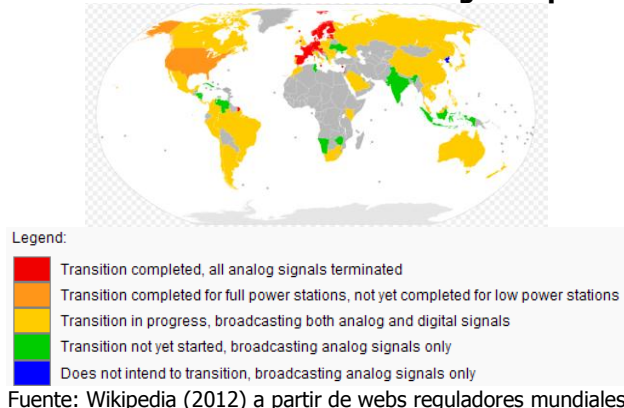 Legend:
Transition completed, all analog signals terminated
Transition completed for full power stations, not yet completed for low power stations
Transition in progress, broadcasting both analog and digital signals
Transition not yet started, broadcasting analog signals only
Does not intend to transition, broadcasting analog signals only
Fuente: Wikipedia (2012) a partir de webs reguladores mundiales